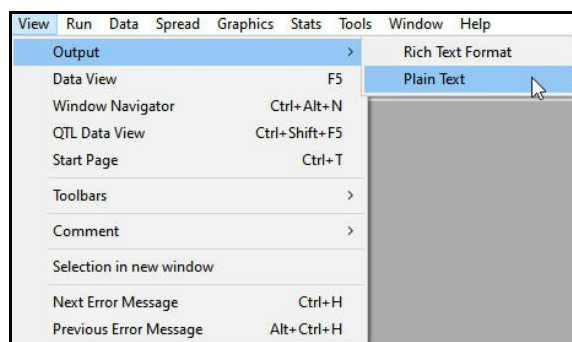 View Run Data Spread Graphics Stats Tools Window Help
Output > Rich Text Format
Data View F5 Plain Text
Window Navigator Ctrl+Alt+N
QTL Data View Ctrl+Shift+F5
Start Page Ctrl+T
Toolbars >
Comment >
Selection in new window
Next Error Message Ctrl+H
Previous Error Message Alt+Ctrl+H